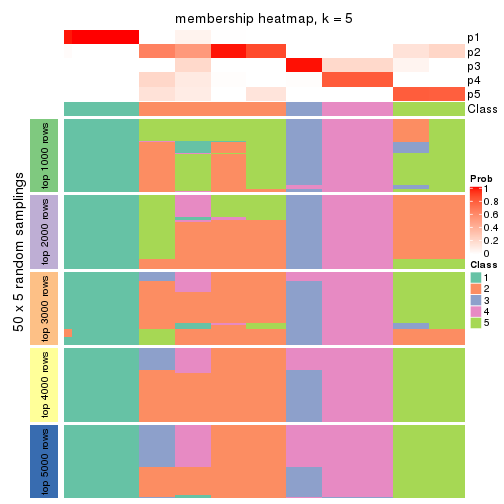 membership heatmap, k = 5
p1
p2
p3
p4
p5
Class
50 x 5 random samplings
top 1000 rows
top 2000 rows
top 3000 rows
top 4000 rows
top 5000 rows
Prob
1
0.8
0.6
0.4
0.2
0
Class
1
2
3
4
5